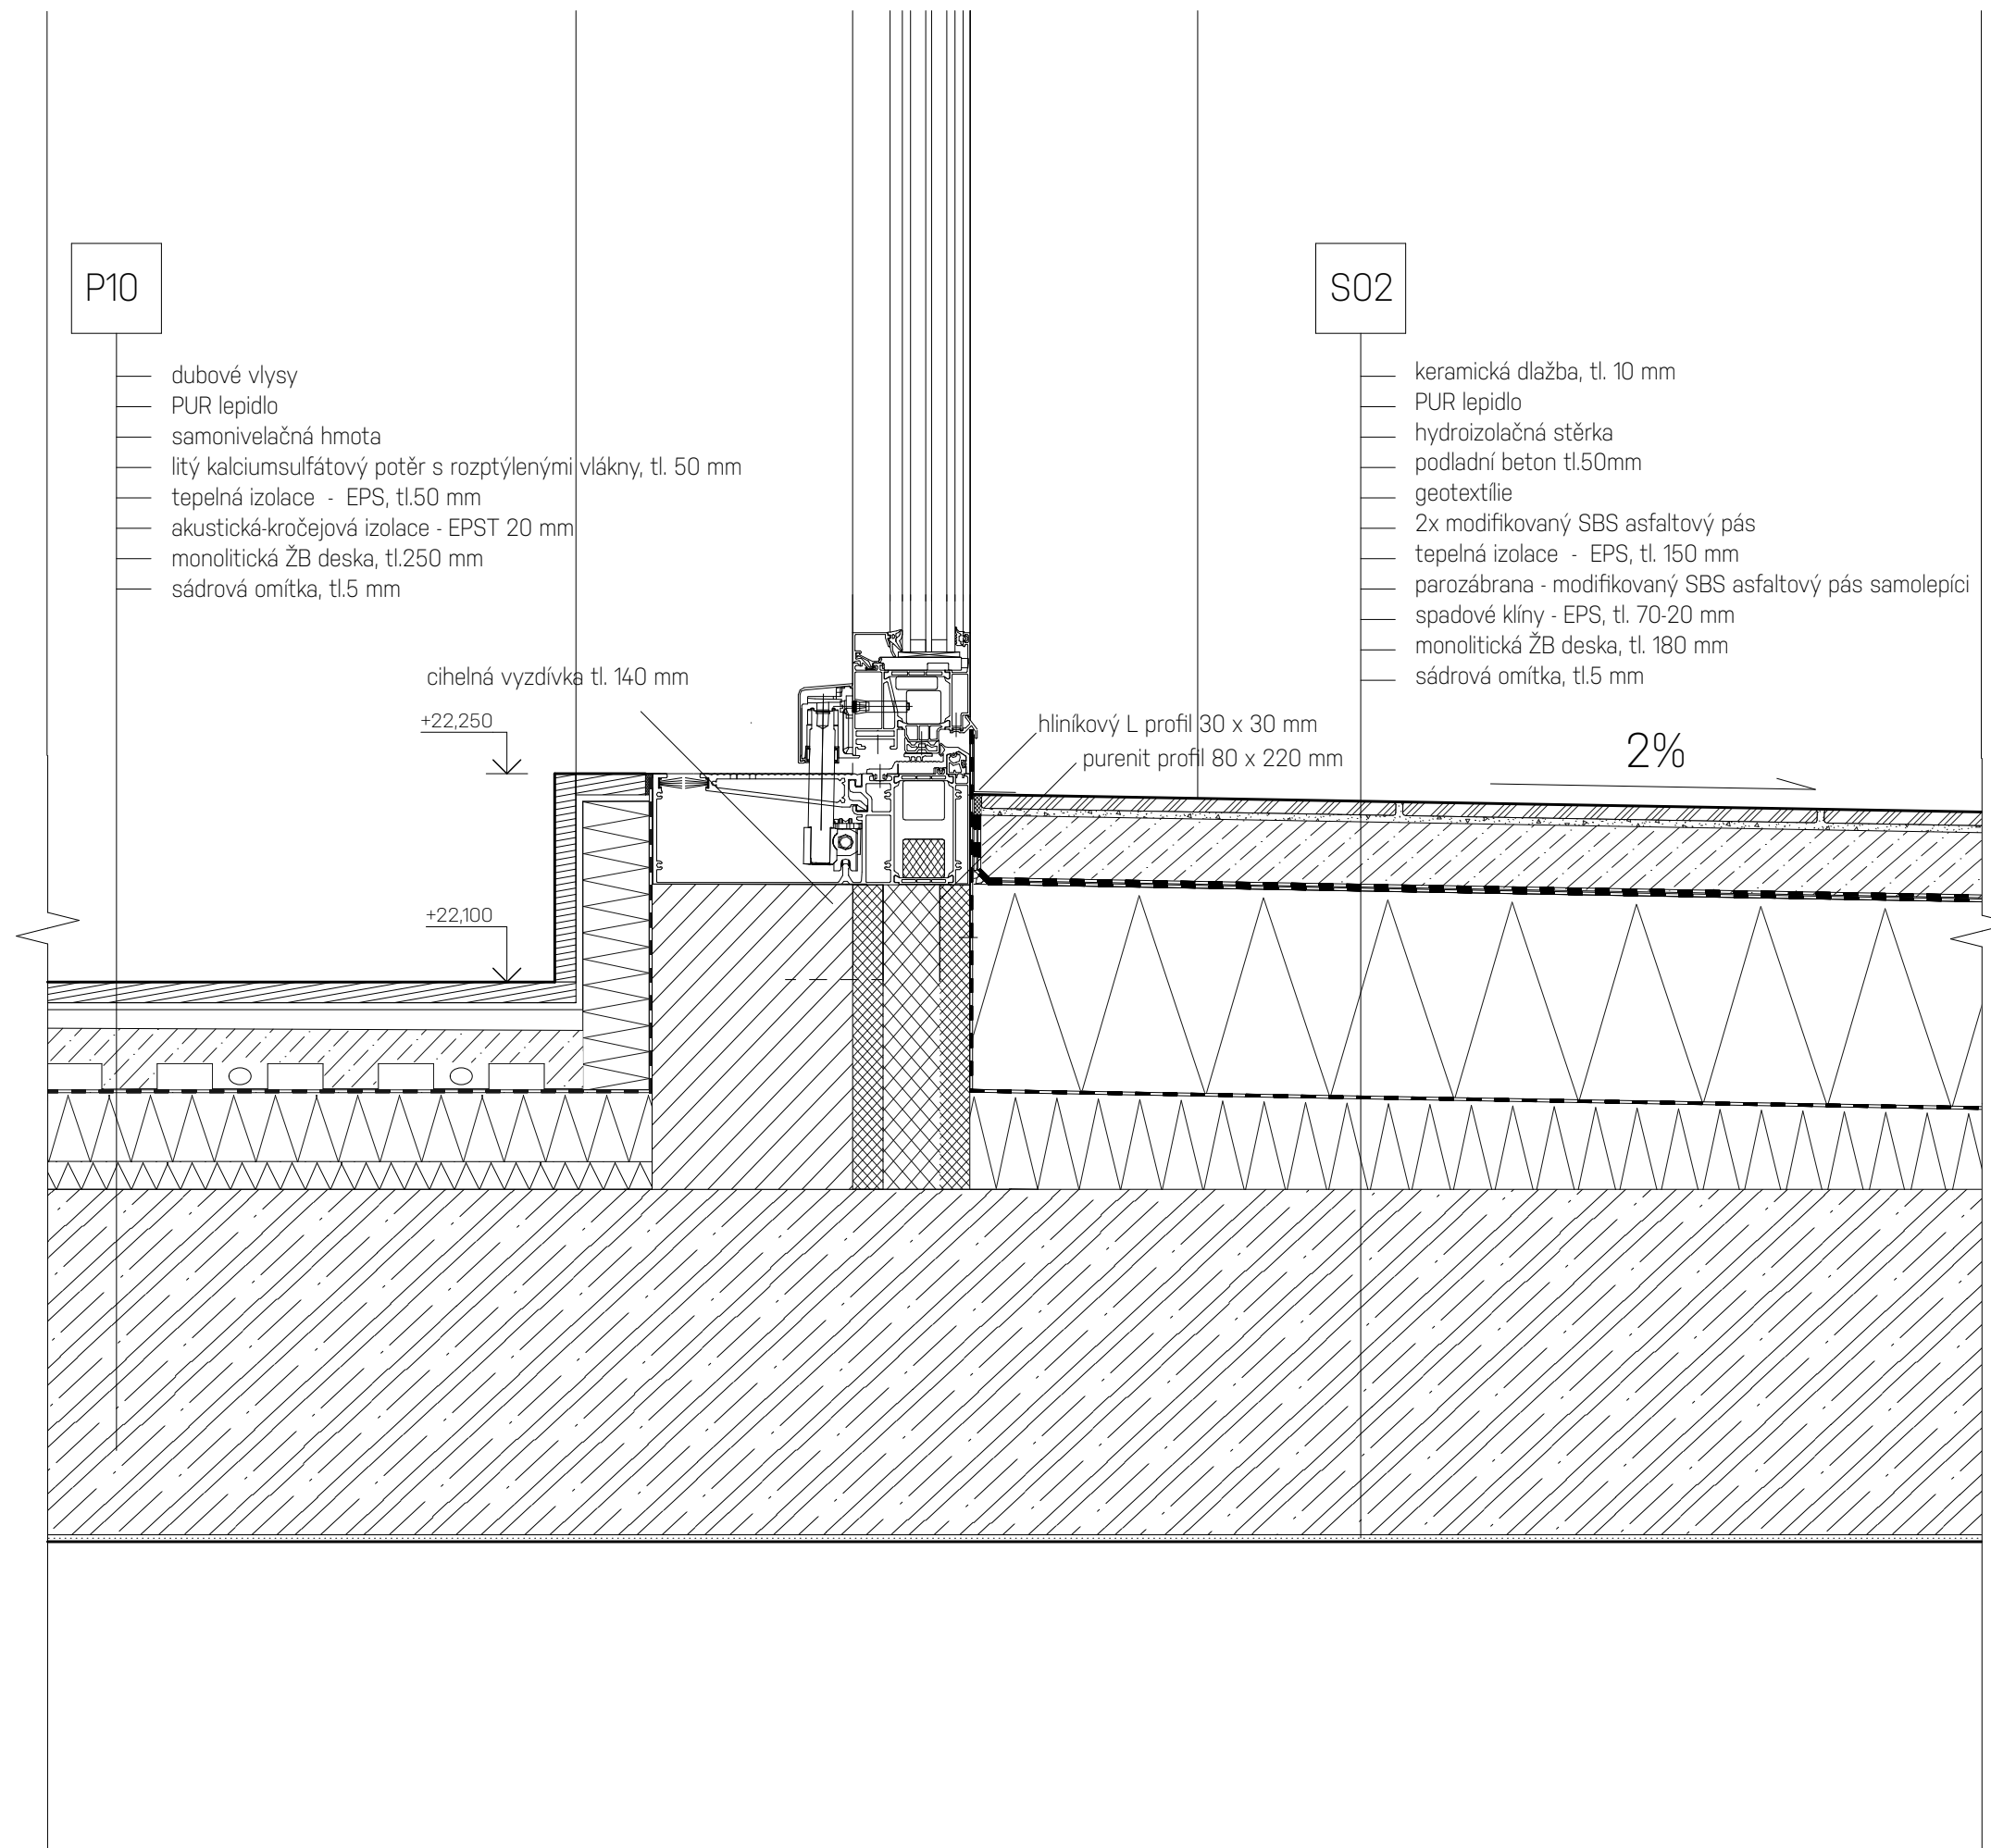 P10
dubové vlysy
PUR lepidlo
samonivelačná hmota
litý kalciumsulfátový potěr s rozptýlenými vlákny, tl. 50 mm
tepelná izolace - EPS, tl.50 mm
akustická-kročejová izolace - EPST 20 mm
monolitická ŽB deska, tl.250 mm
sádrová omítka, tl.5 mm
S02
keramická dlažba, tl. 10 mm
PUR lepidlo
hydroizolačná stěrka
podladní beton tl.50mm
geotextílie
2x modifikovaný SBS asfaltový pás
tepelná izolace - EPS, tl. 150 mm
parozábrana - modifikovaný SBS asfaltový pás samolepíci
spadové klíny - EPS, tl. 70-20 mm
monolitická ŽB deska, tl. 180 mm
sádrová omítka, tl.5 mm
cihelná vyzdívka tl. 140 mm
+22,250
hliníkový L profil 30 x 30 mm
purenit profil 80 x 220 mm
2%
+22,100